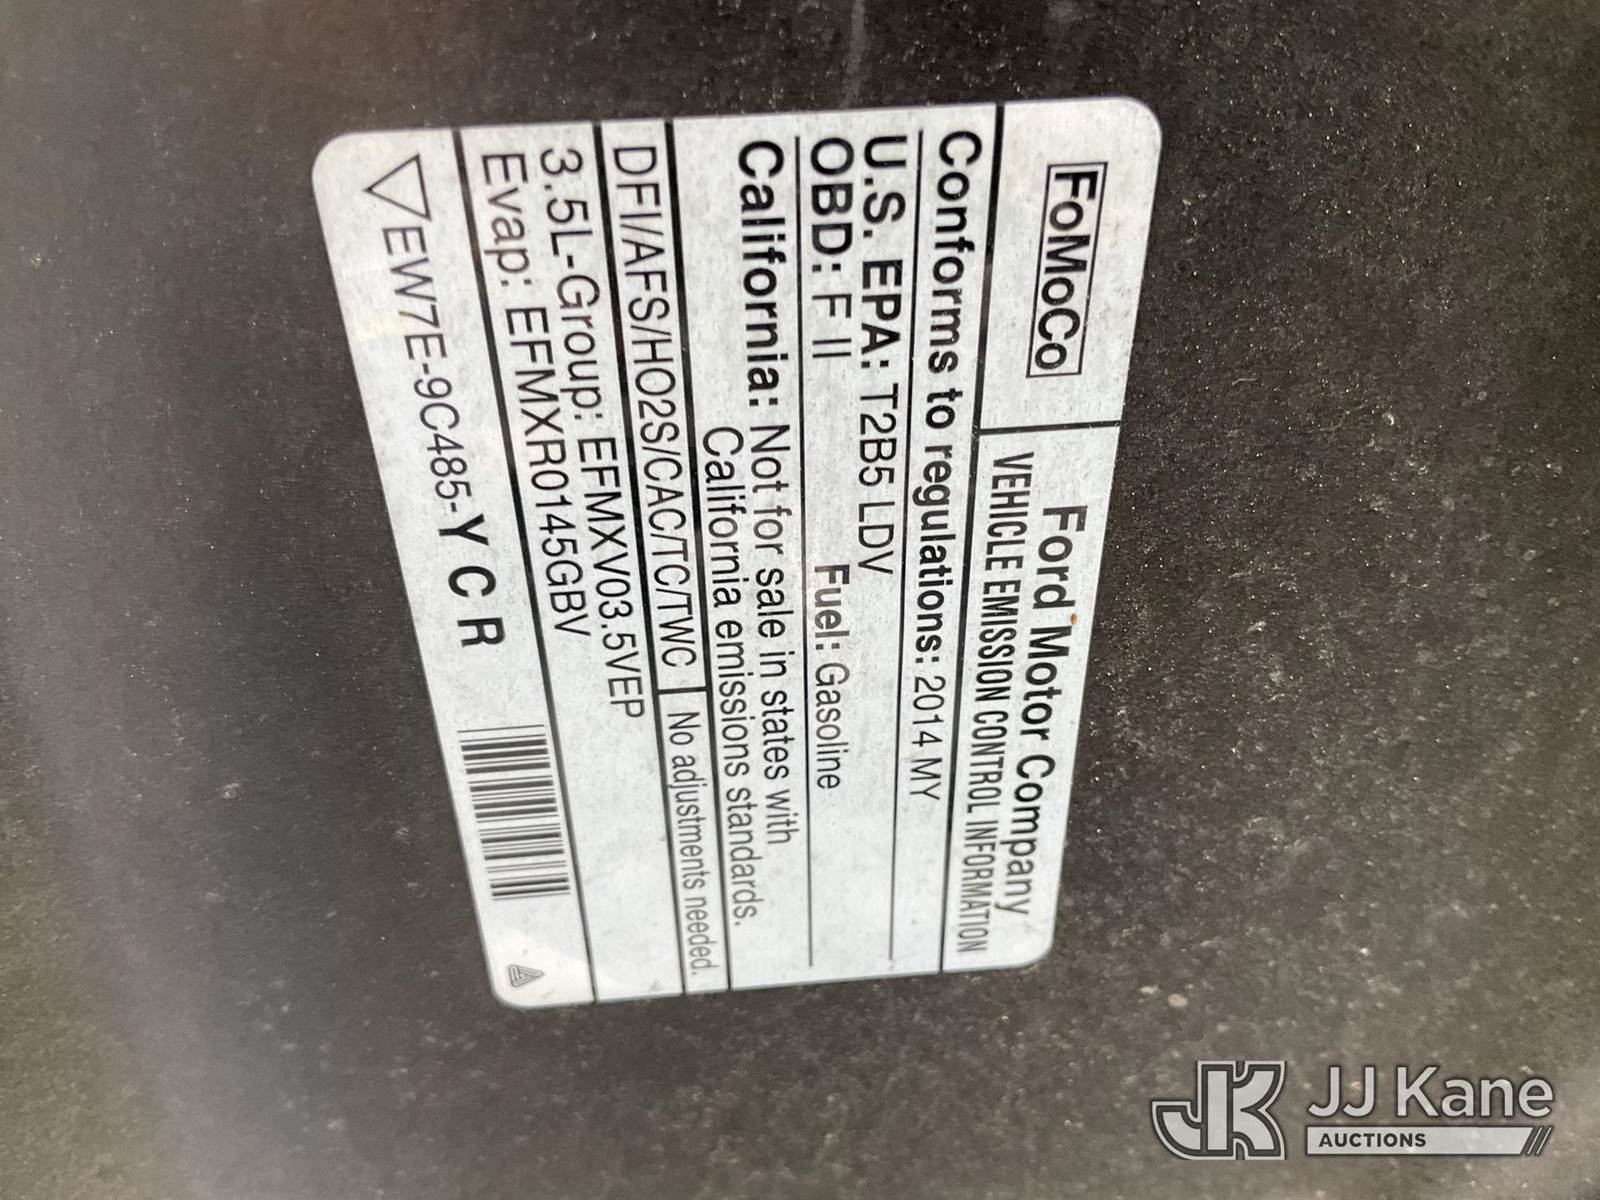 FoMoCo
Ford Motor Company
VEHICLE EMISSION CONTROL INFORMATION
Conforms to regulations: 2014 MY
U.S. EPA: T2B5 LDV
OBD: F II Fuel: Gasoline
California: Not for sale in states with
California emissions standards.
DFI/AFS/HO2S/CAC/TC/TWC No adjustments needed.
3.5L-Group: EFMXV03.5VEP
Evap: EFMXR0145GBV
EW7E-9C485-Y C R
JK JJ Kane
AUCTIONS